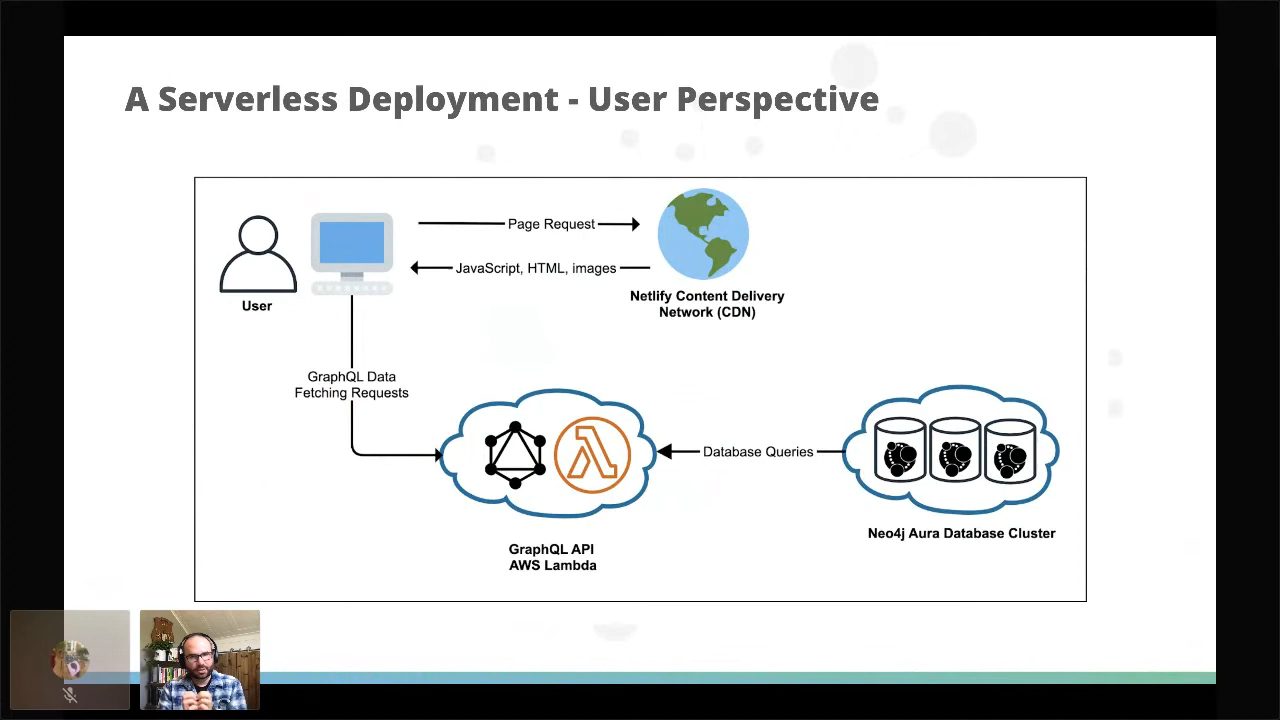 A Serverless Deployment - User Perspective
Page Request
JavaScript, HTML, images
User
Netlify Content Delivery
Network (CDN)
GraphQL Data
Fetching Requests
Database Queries
Neo4j Aura Database Cluster
GraphQL API
AWS Lambda